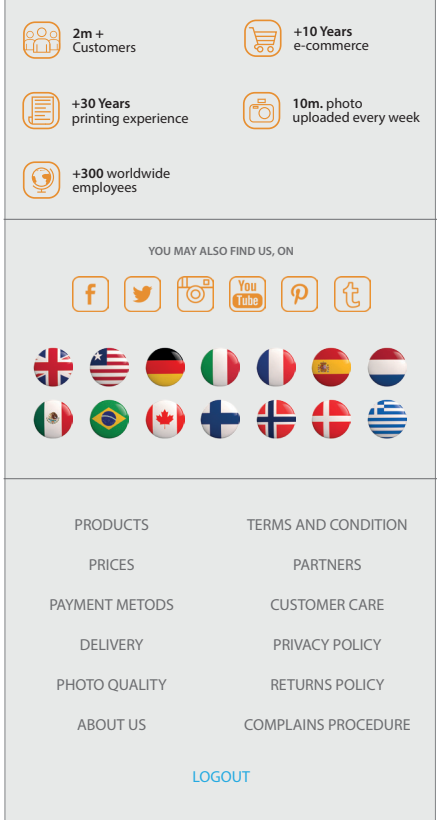 2m +
Customers
+10 Years
e-commerce
+30 Years
printing experience
10m. photo
uploaded every week
+300 worldwide
employees
YOU MAY ALSO FIND US, ON
f
You
Tube
p
t
PRODUCTS
TERMS AND CONDITION
PRICES
PARTNERS
PAYMENT METODS
CUSTOMER CARE
DELIVERY
PRIVACY POLICY
PHOTO QUALITY
RETURNS POLICY
ABOUT US
COMPLAINS PROCEDURE
LOGOUT